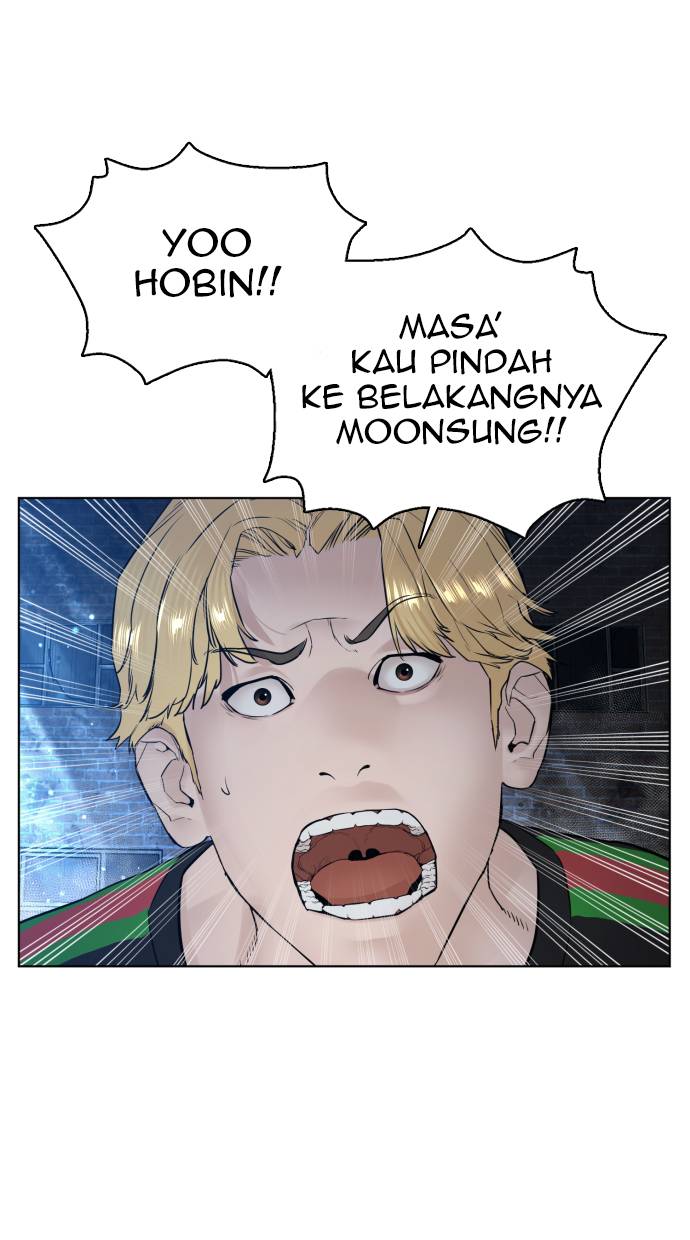 YOO
HOBIN!!
MASA'
KAU PINDAH
KE BELAKANGNYA
MOONSUNG!!